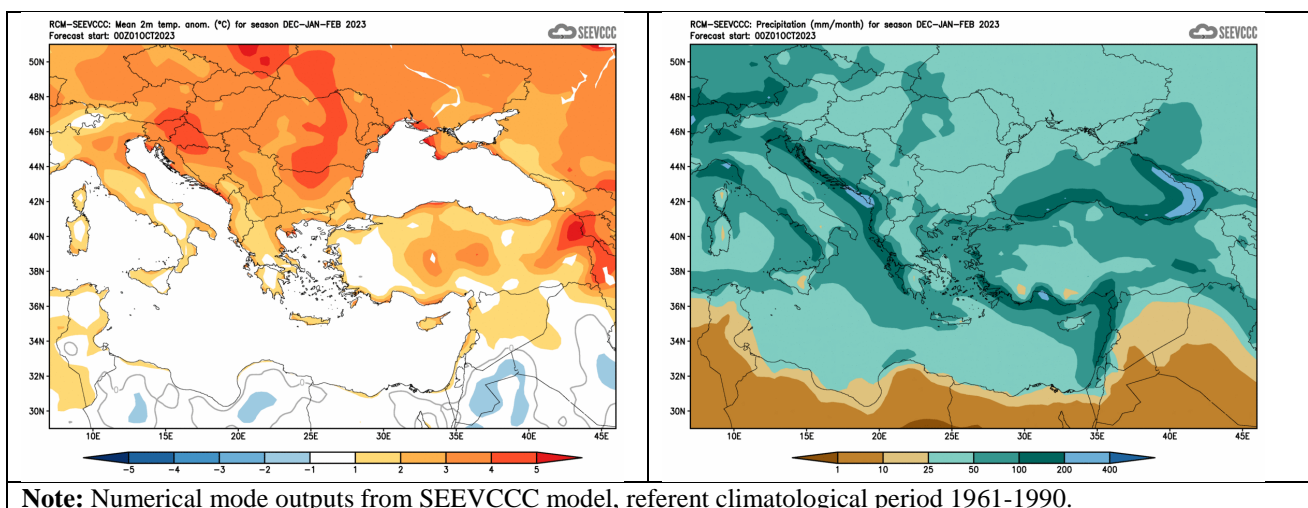 RCM-SEEVCCC: Mean 2m temp. anom. (°C) for season DEC-JAN-FEB 2023
Forecast start: 00Z01OCT2023
SEEVCCC
50N
48N
46N
44N
42N
40N
38N
36N
34N
32N
30N
10E 15E 20E 25E 30E 35E 40E 45E
-5 -4 -3 -2 -1 1 2 3 4 5
RCM-SEEVCCC: Precipitation (mm/month) for season DEC-JAN-FEB 2023
Forecast start: 00Z01OCT2023
SEEVCCC
50N
48N
46N
44N
42N
40N
38N
36N
34N
32N
30N
10E 15E 20E 25E 30E 35E 40E 45E
1 10 25 50 100 200 400
Note: Numerical mode outputs from SEEVCCC model, referent climatological period 1961-1990.